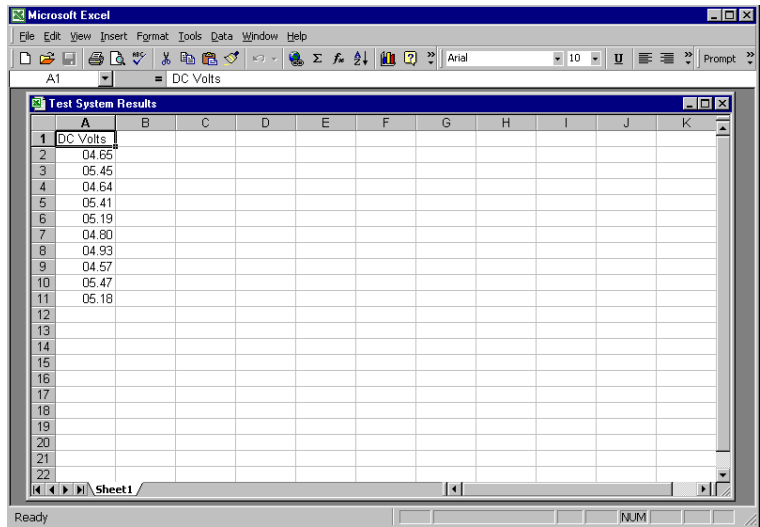 Microsoft Excel
File Edit View Insert Format Tools Data Window Help
ABC Σ fx A Z Arial 10 U Prompt
A1 = DC Volts
Test System Results
A B C D E F G H I J K
1 DC Volts
2 04.65
3 05.45
4 04.64
5 05.41
6 05.19
7 04.80
8 04.93
9 04.57
10 05.47
11 05.18
12
13
14
15
16
17
18
19
20
21
22
Sheet1
Ready NUM